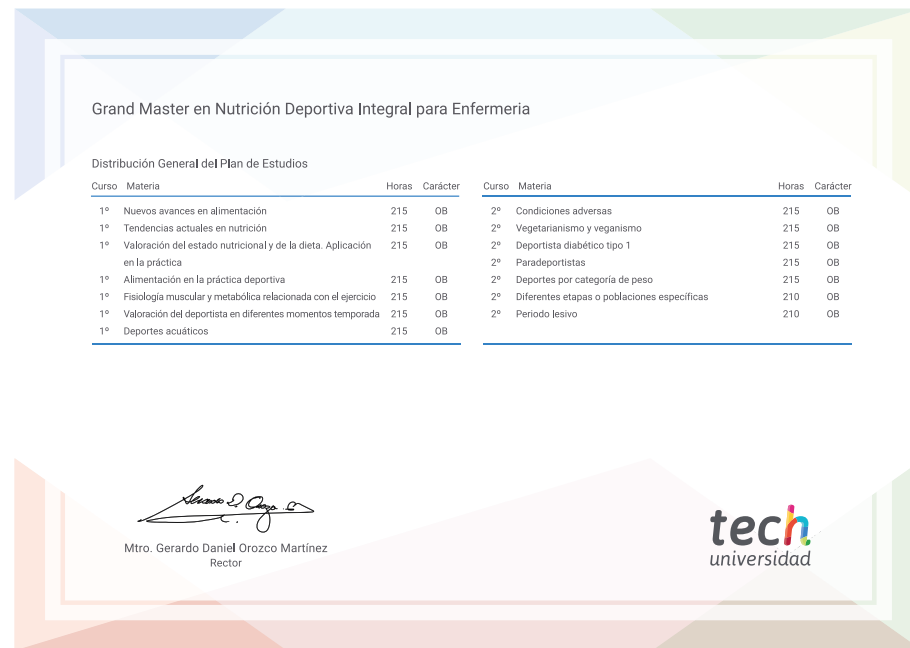 Grand Master en Nutrición Deportiva Integral para Enfermeria
Distribución General del Plan de Estudios
Curso Materia Horas Carácter
1º Nuevos avances en alimentación 215 OB
1º Tendencias actuales en nutrición 215 OB
1º Valoración del estado nutricional y de la dieta. Aplicación 215 OB
en la práctica
1º Alimentación en la práctica deportiva 215 OB
1º Fisiología muscular y metabólica relacionada con el ejercicio 215 OB
1º Valoración del deportista en diferentes momentos temporada 215 OB
1º Deportes acuáticos 215 OB
Curso Materia Horas Carácter
2º Condiciones adversas 215 OB
2º Vegetarianismo y veganismo 215 OB
2º Deportista diabético tipo 1 215 OB
2º Paradeportistas 215 OB
2º Deportes por categoría de peso 215 OB
2º Diferentes etapas o poblaciones específicas 210 OB
2º Periodo lesivo 210 OB
Mtro. Gerardo Daniel Orozco Martínez
Rector
tech
universidad